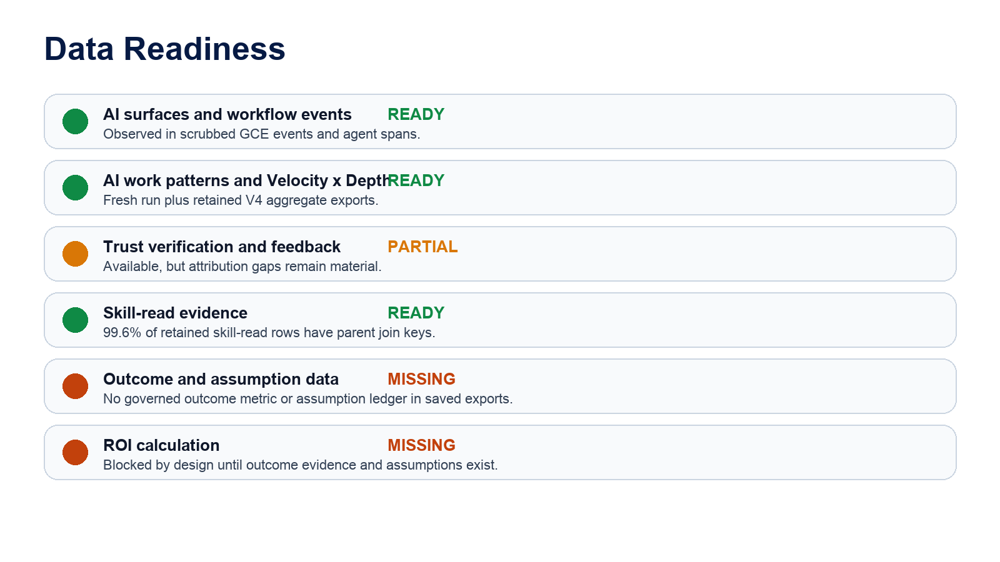 Data Readiness
AI surfaces and workflow events READY
Observed in scrubbed GCE events and agent spans.
AI work patterns and Velocity x Depth READY
Fresh run plus retained V4 aggregate exports.
Trust verification and feedback PARTIAL
Available, but attribution gaps remain material.
Skill-read evidence READY
99.6% of retained skill-read rows have parent join keys.
Outcome and assumption data MISSING
No governed outcome metric or assumption ledger in saved exports.
ROI calculation MISSING
Blocked by design until outcome evidence and assumptions exist.